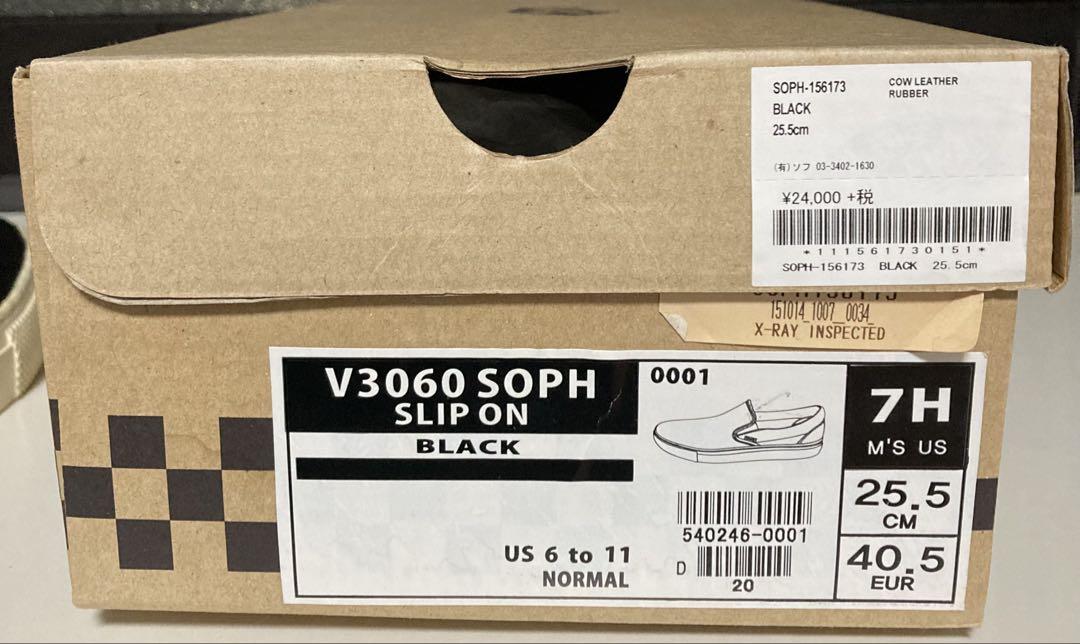 SOPH-156173
COW LEATHER
RUBBER
BLACK
25.5cm
(有)ソフ 03-3402-1630
¥24,000 +税
*111561730151*
SOPH-156173 BLACK 25.5cm
151014_1007_0034
X-RAY INSPECTED
V3060 SOPH
SLIP ON
BLACK
0001
7H
M'S US
25.5
CM
40.5
EUR
540246-0001
D
20
US 6 to 11
NORMAL